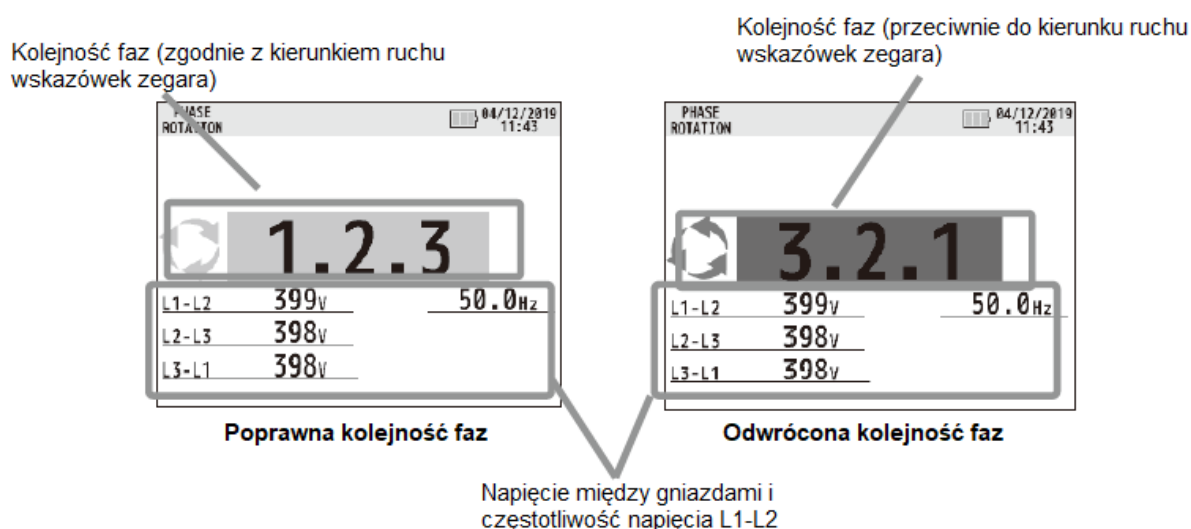 Kolejność faz (zgodnie z kierunkiem ruchu
wskazówek zegara)
Kolejność faz (przeciwnie do kierunku ruchu
wskazówek zegara)
PHASE
ROTATION
04/12/2019
11:43
1.2.3
L1-L2 399V 50.0Hz
L2-L3 398V
L3-L1 398V
Poprawna kolejność faz
PHASE
ROTATION
04/12/2019
11:43
3.2.1
L1-L2 399V 50.0Hz
L2-L3 398V
L3-L1 398V
Odwrócona kolejność faz
Napięcie między gniazdami i
częstotliwość napięcia L1-L2